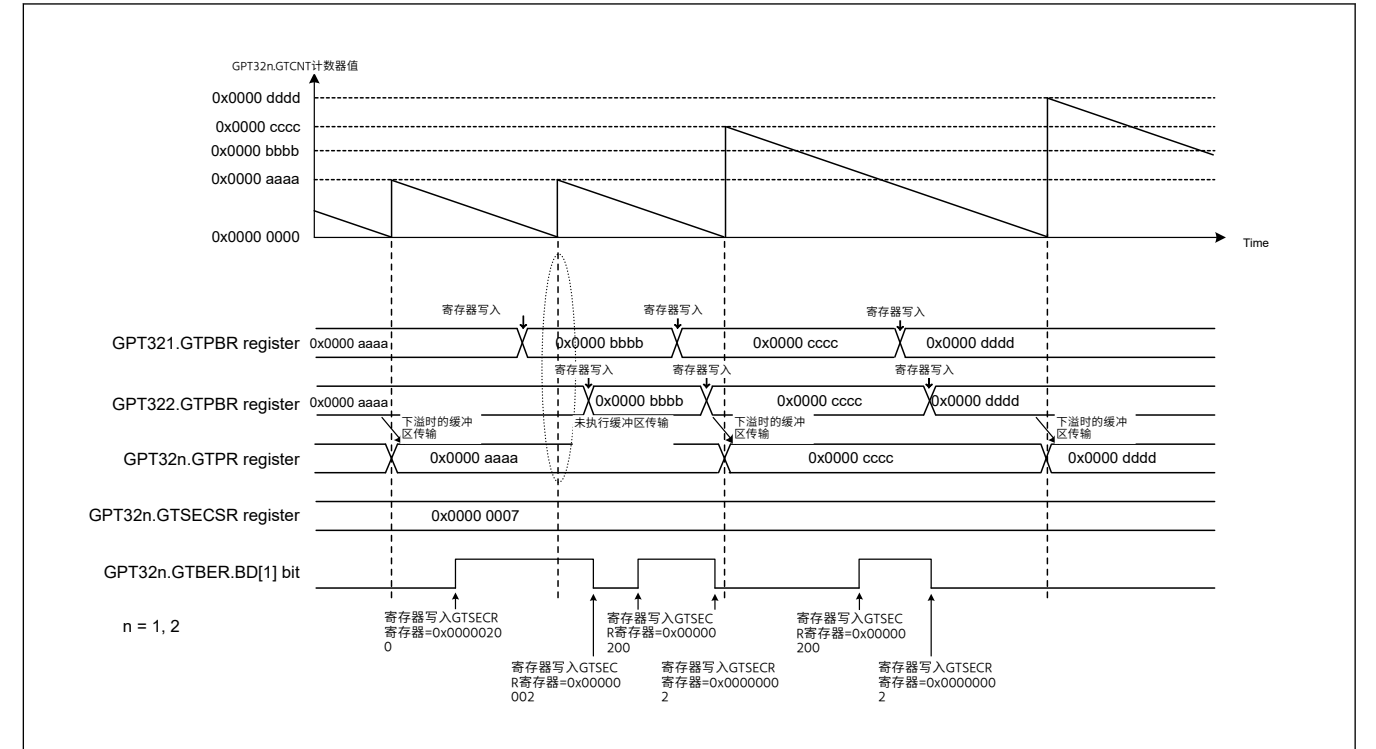 GPT32n.GTCNT计数器值
0x0000 dddd
0x0000 cccc
0x0000 bbbb
0x0000 aaaa
0x0000 0000
Time
寄存器写入
寄存器写入
寄存器写入
GPT321.GTPBR register
0x0000 aaaa
0x0000 bbbb
0x0000 cccc
0x0000 dddd
寄存器写入
寄存器写入
寄存器写入
GPT322.GTPBR register
0x0000 aaaa
0x0000 bbbb
0x0000 cccc
0x0000 dddd
下溢时的缓冲
区传输
未执行缓冲区传输
下溢时的缓冲
区传输
下溢时的缓冲
区传输
GPT32n.GTPR register
0x0000 aaaa
0x0000 cccc
0x0000 dddd
GPT32n.GTSECSR register
0x0000 0007
GPT32n.GTBER.BD[1] bit
n = 1, 2
寄存器写入GTSECR
寄存器=0x0000020
0
寄存器写入GTSEC
R寄存器=0x00000
200
寄存器写入GTSEC
R寄存器=0x00000
200
寄存器写入GTSEC
R寄存器=0x00000
002
寄存器写入GTSECR
寄存器=0x0000000
2
寄存器写入GTSECR
寄存器=0x0000000
2